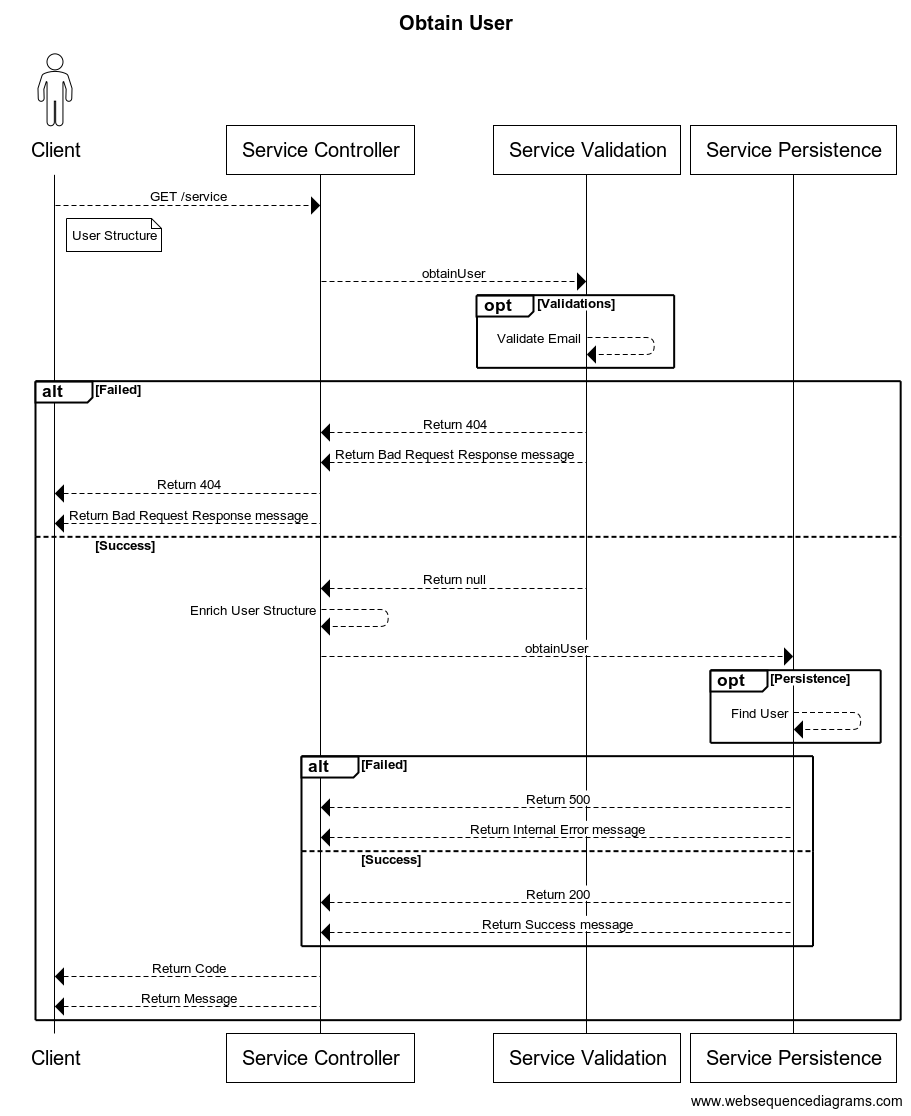 Obtain User
Client
Service Controller
Service Validation
Service Persistence
GET /service
User Structure
obtainUser
opt
[Validations]
Validate Email
alt
[Failed]
Return 404
Return Bad Request Response message
Return 404
Return Bad Request Response message
[Success]
Return null
Enrich User Structure
obtainUser
opt
[Persistence]
Find User
alt
[Failed]
Return 500
Return Internal Error message
[Success]
Return 200
Return Success message
Return Code
Return Message
Client
Service Controller
Service Validation
Service Persistence
www.websequencediagrams.com